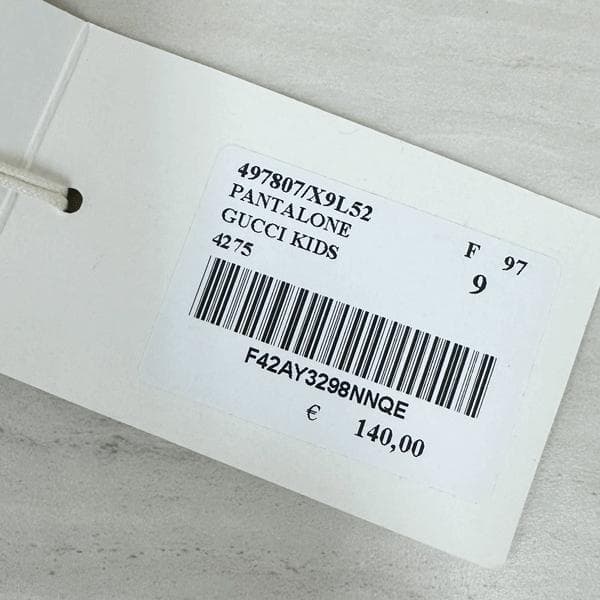 497807/X9L52
PANTALONE
GUCCI KIDS
4275
F 97
9
F42AY3298NNQE
€ 140,00